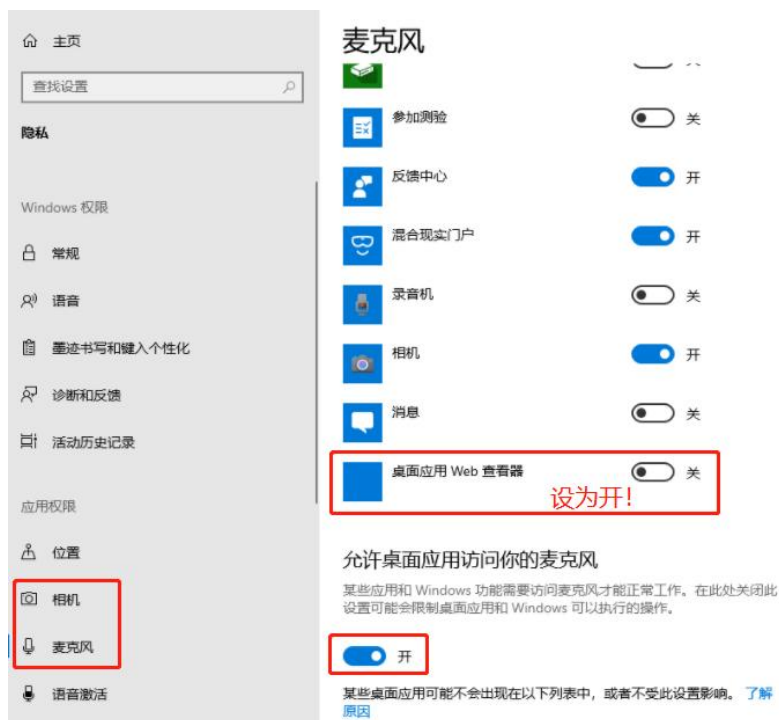 主页
查找设置
隐私
Windows 权限
常规
语音
墨迹书写和键入个性化
诊断和反馈
活动历史记录
应用权限
位置
相机
麦克风
语音激活
麦克风
参加测验 关
反馈中心 开
混合现实门户 开
录音机 关
相机 开
消息 关
桌面应用 Web 查看器 关
设为开!
允许桌面应用访问你的麦克风
某些应用和 Windows 功能需要访问麦克风才能正常工作。在此处关闭此
设置可能会限制桌面应用和 Windows 可以执行的操作。
开
某些桌面应用可能不会出现在以下列表中，或者不受此设置影响。 了解
原因